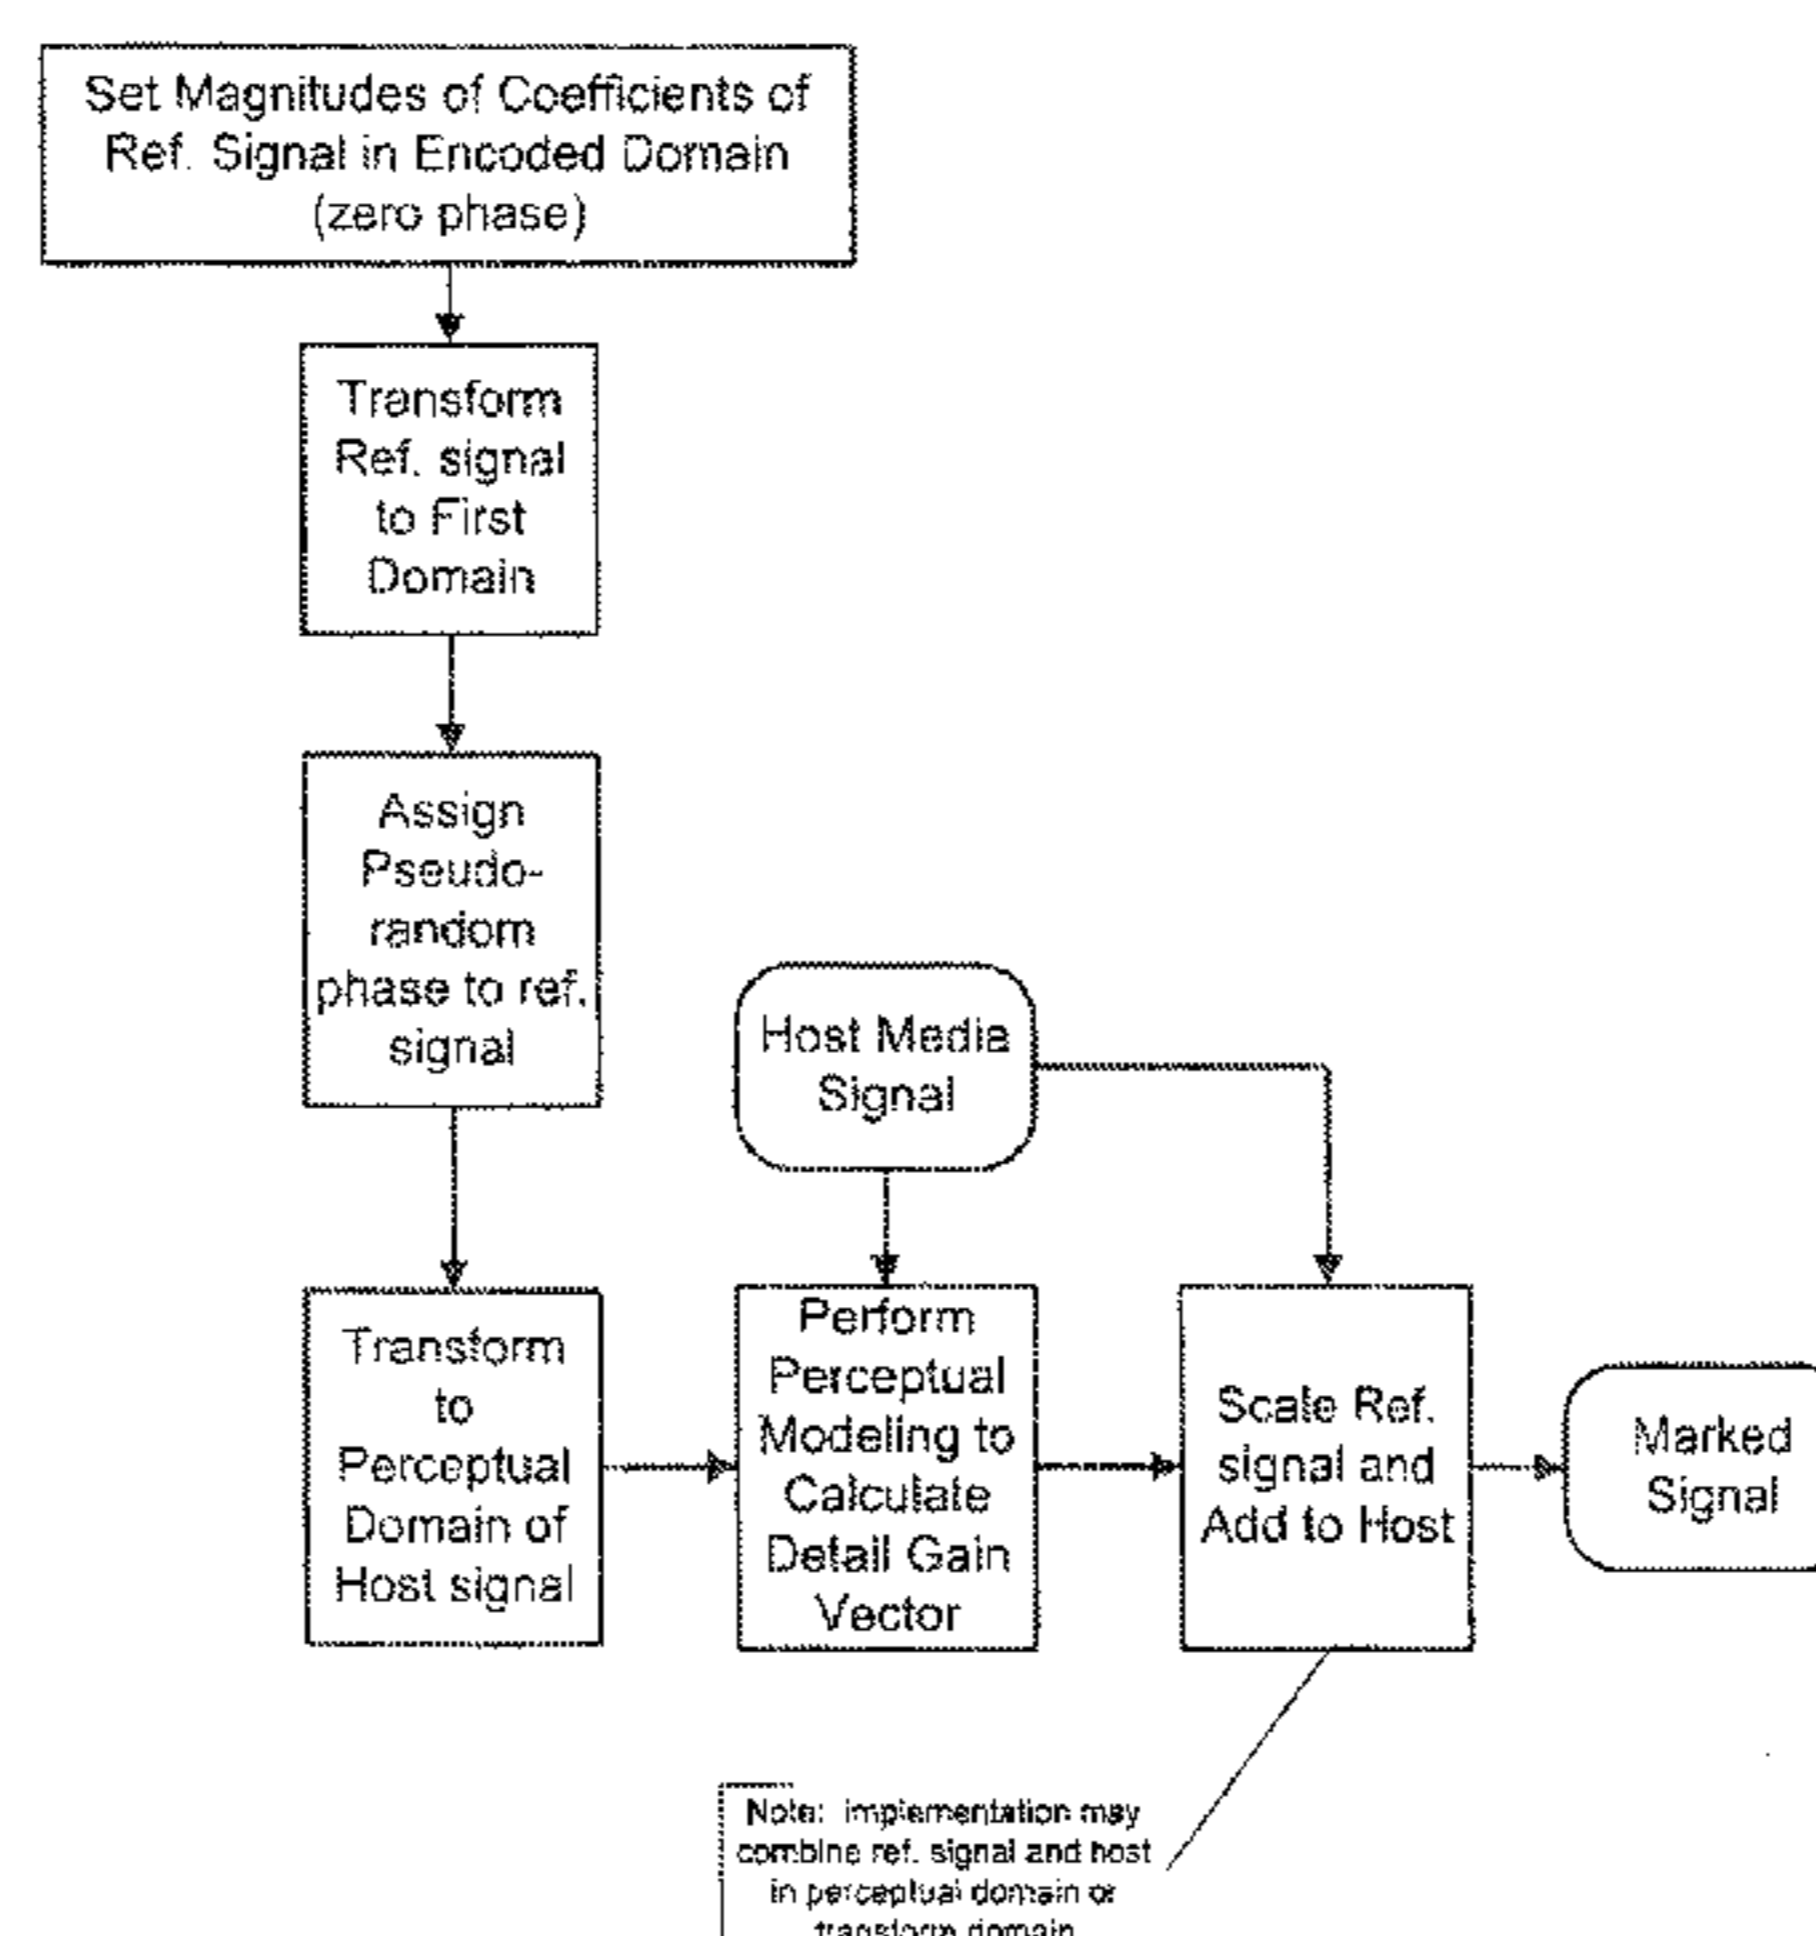 Set Magnitudes of Coefficients of
Ref. Signal in Encoded Domain
(zero phase)
Transform
Ref. signal
to First
Domain
Assign
Pseudo-
random
phase to ref.
signal
Host Media
Signal
Transform
to
Perceptual
Domain of
Host signal
Perform
Perceptual
Modeling to
Calculate
Detail Gain
Vector
Scale Ref.
signal and
Add to Host
Marked
Signal
Note: implementation may
combine ref. signal and host
in perceptual domain or
transform domain